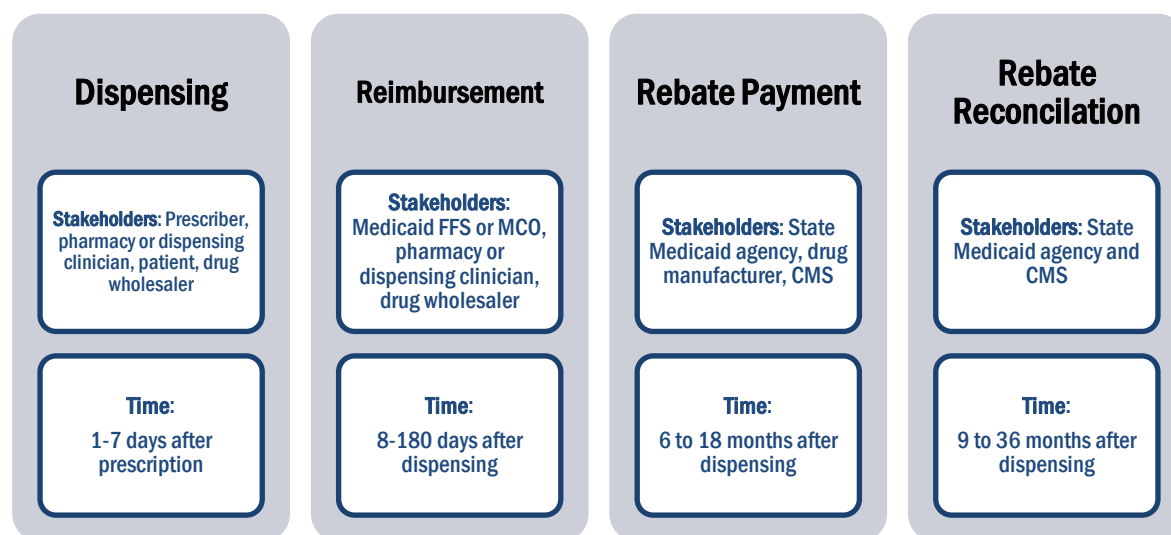 Dispensing
Stakeholders: Prescriber,
pharmacy or dispensing
clinician, patient, drug
wholesaler
Time:
1-7 days after
prescription
Reimbursement
Stakeholders:
Medicaid FFS or MCO,
pharmacy or
dispensing clinician,
drug wholesaler
Time:
8-180 days after
dispensing
Rebate Payment
Stakeholders: State
Medicaid agency, drug
manufacturer, CMS
Time:
6 to 18 months after
dispensing
Rebate
Reconcilation
Stakeholders: State
Medicaid agency and
CMS
Time:
9 to 36 months after
dispensing